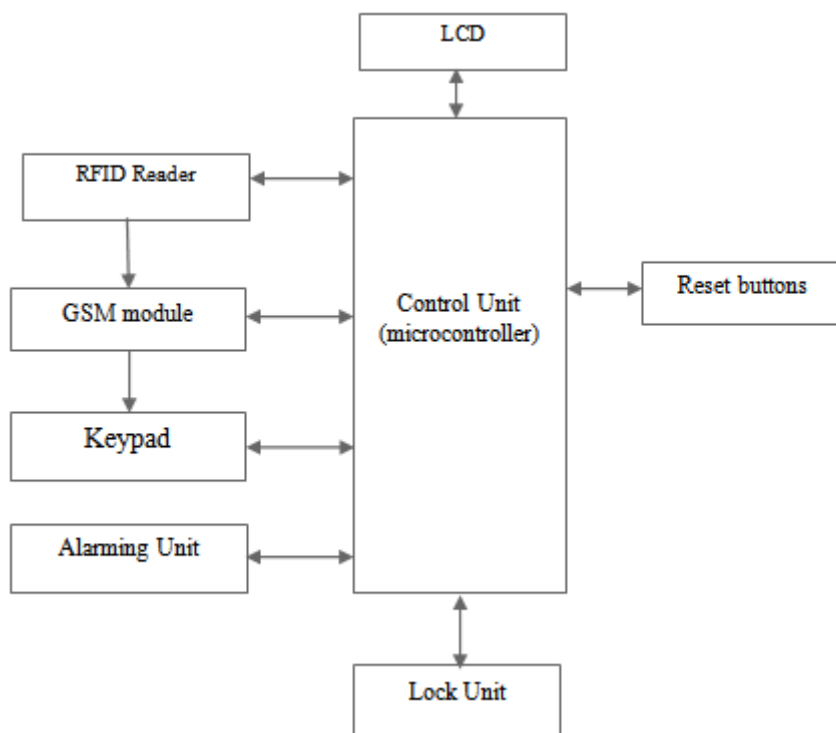 LCD
RFID Reader
GSM module
Control Unit
(microcontroller)
Reset buttons
Keypad
Alarming Unit
Lock Unit